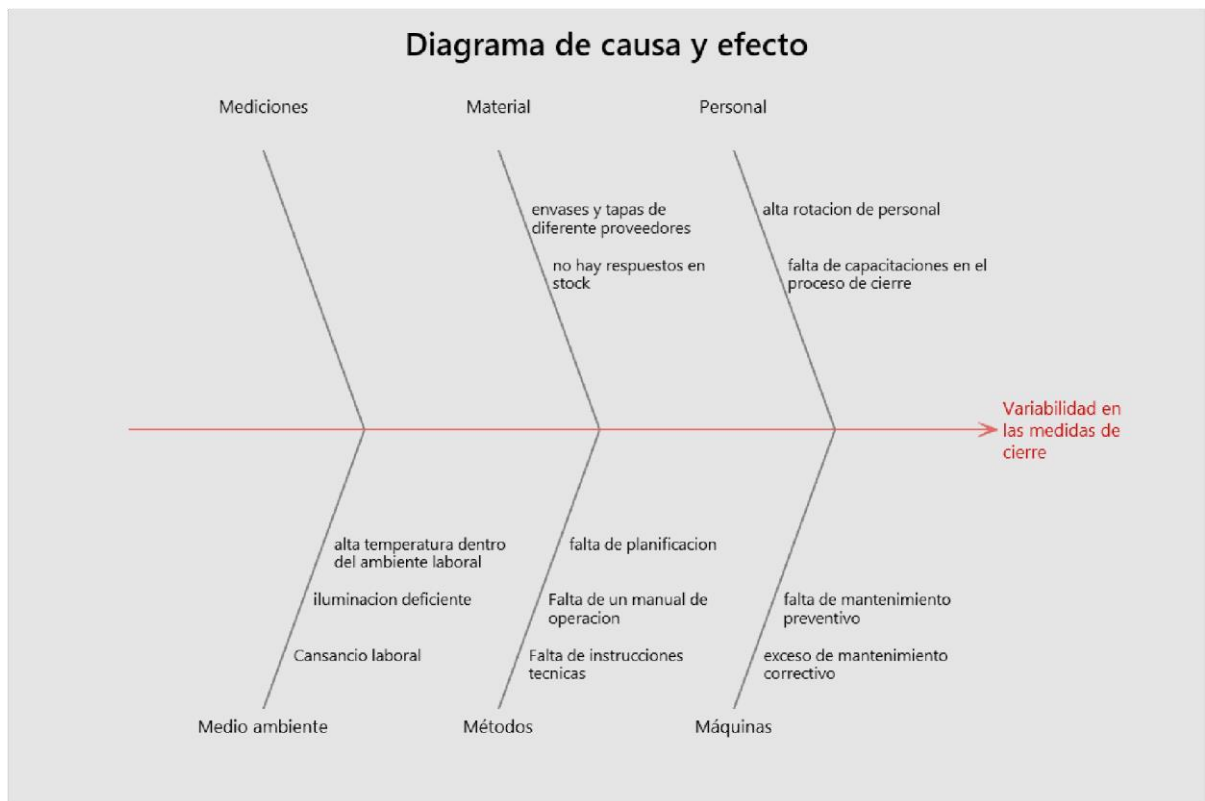 Diagrama de causa y efecto
Mediciones
Material
Personal
envases y tapas de
diferente proveedores
no hay respuestos en
stock
alta rotacion de personal
falta de capacitaciones en el
proceso de cierre
Variabilidad en
las medidas de
cierre
alta temperatura dentro
del ambiente laboral
iluminacion deficiente
Cansancio laboral
falta de planificacion
Falta de un manual de
operacion
Falta de instrucciones
tecnicas
falta de mantenimiento
preventivo
exceso de mantenimiento
correctivo
Medio ambiente
Métodos
Máquinas